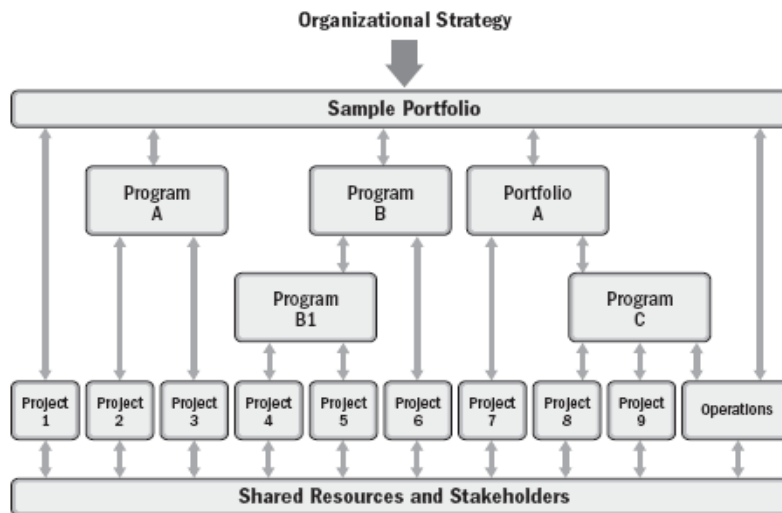 Organizational Strategy
Sample Portfolio
Program
A
Program
B
Portfolio
A
Program
B1
Program
C
Project
1
Project
2
Project
3
Project
4
Project
5
Project
6
Project
7
Project
8
Project
9
Operations
Shared Resources and Stakeholders